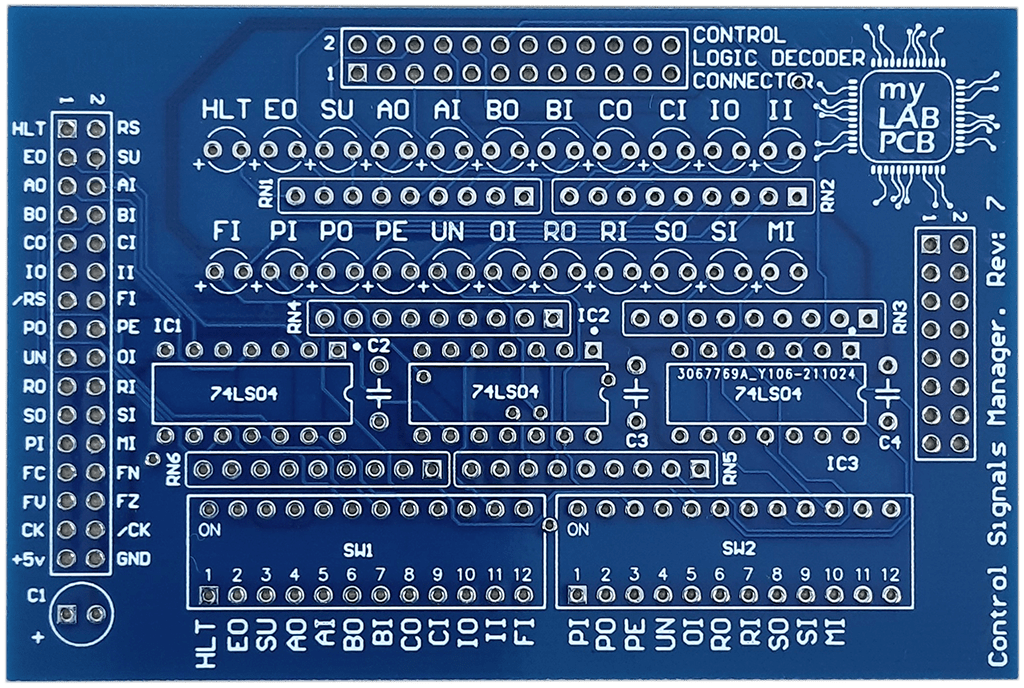 2
1
CONTROL
LOGIC DECODER
CONNECTOR
my
LAB
PCB
HLT EO SU AO AI BO BI CO CI IO II
+ + + + + + + + + + +
RN1
RN2
FI PI PO PE UN OI RO RI SO SI MI
+ + + + + + + + + + +
RN4
RN3
1 2
HLT RS
EO SU
AO AI
BO BI
CO CI
IO II
/RS FI
PO PE
UN OI
RO RI
SO SI
PI MI
FC FN
FV FZ
CK /CK
+5v GND
C1
+
IC1
C2
74LS04
IC2
C3
74LS04
3067769A_Y106-211024
74LS04
C4
IC3
RN6
RN5
ON
SW1
1 2 3 4 5 6 7 8 9 10 11 12
HLT EO SU AO AI BO BI CO CI IO II FI
ON
SW2
1 2 3 4 5 6 7 8 9 10 11 12
PI PO PE UN OI RO RI SO SI MI
1 2
Control Signals Manager. Rev: 7